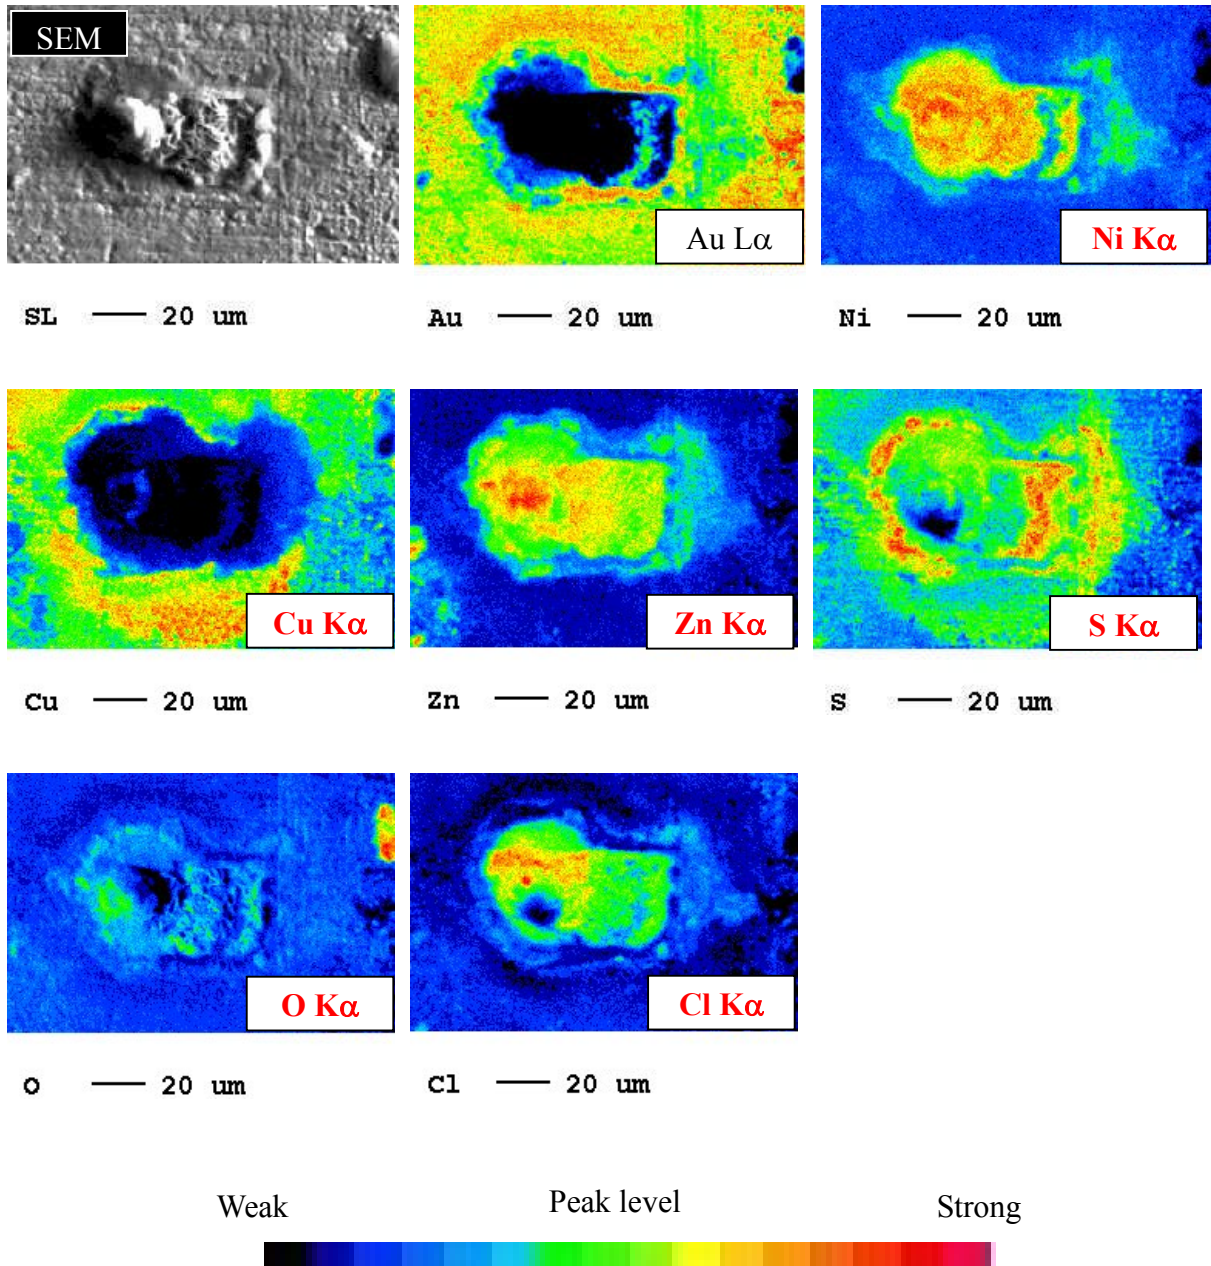 SEM
Au Lα
Ni Kα
SL 20 um
Au 20 um
Ni 20 um
Cu Kα
Zn Kα
S Kα
Cu 20 um
Zn 20 um
S 20 um
O Kα
Cl Kα
O 20 um
Cl 20 um
Weak Peak level Strong